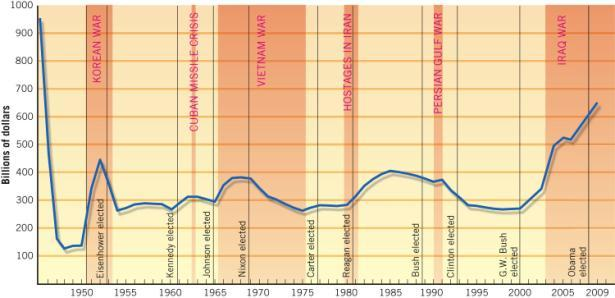 Billions of dollars
1000
900
800
700
600
500
400
300
200
100
KOREAN WAR
CUBAN MISSILE CRISIS
VIETNAM WAR
HOSTAGES IN IRAN
PERSIAN GULF WAR
IRAQ WAR
Eisenhower elected
Kennedy elected
Johnson elected
Nixon elected
Carter elected
Reagan elected
Bush elected
Clinton elected
G.W. Bush
elected
Obama
elected
1950
1955
1960
1965
1970
1975
1980
1985
1990
1995
2000
2005
2009